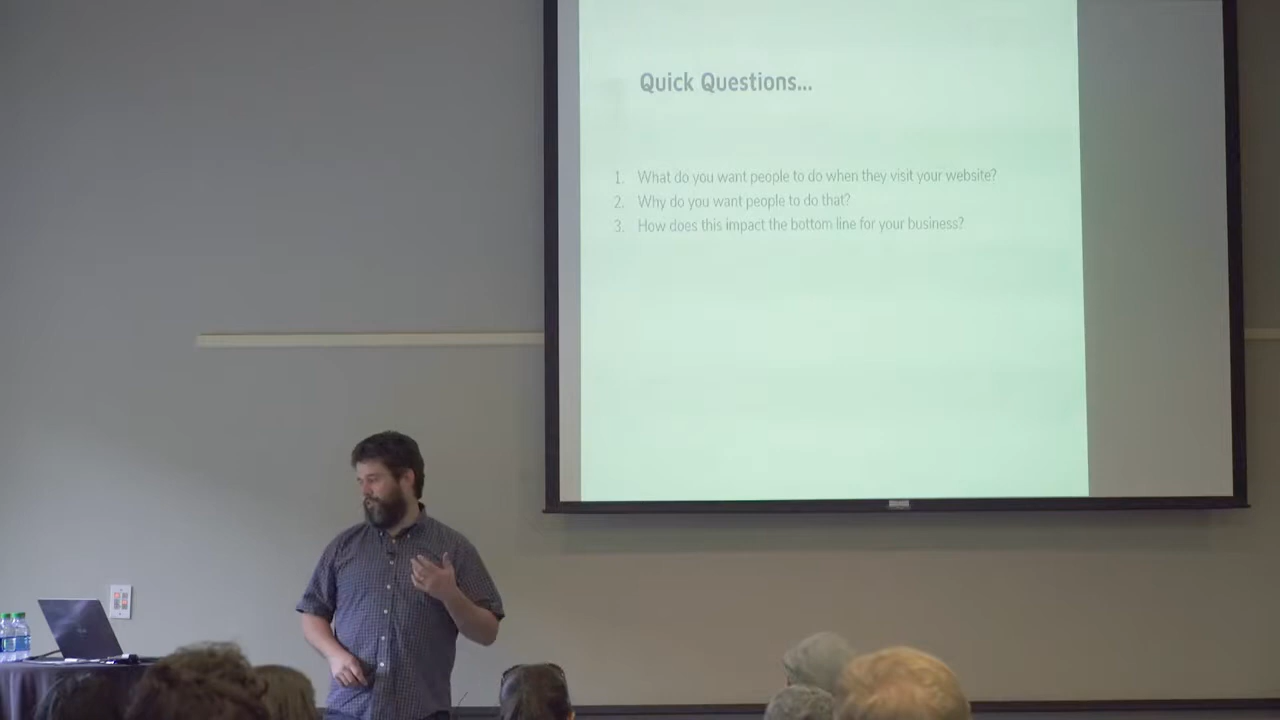 Quick Questions...
1. What do you want people to do when they visit your website?
2. Why do you want people to do that?
3. How does this impact the bottom line for your business?